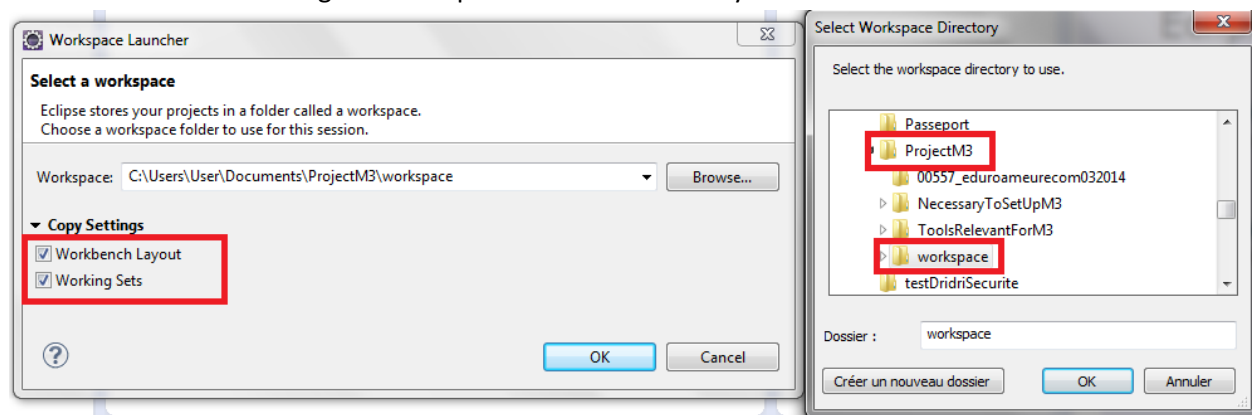 Workspace Launcher
Select a workspace
Eclipse stores your projects in a folder called a workspace.
Choose a workspace folder to use for this session.
Workspace: C:\Users\User\Documents\ProjectM3\workspace Browse...
Copy Settings
Workbench Layout
Working Sets
OK Cancel
Select Workspace Directory
Select the workspace directory to use.
Passeport
ProjectM3
00557_eduroameurecom032014
NecessaryToSetUpM3
ToolsRelevantForM3
workspace
testDridriSecurite
Dossier : workspace
Créer un nouveau dossier OK Annuler